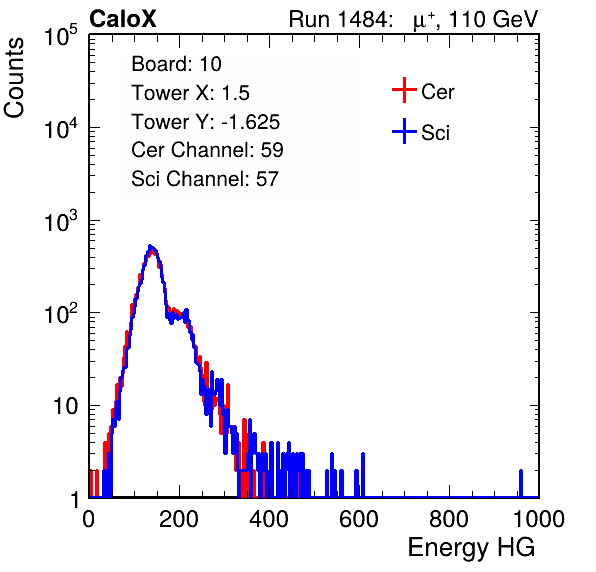 CaloX Run 1484: μ⁺, 110 GeV
Board: 10
Tower X: 1.5
Tower Y: -1.625
Cer Channel: 59
Sci Channel: 57
Cer
Sci
Counts
10⁵
10⁴
10³
10²
10
1
0 200 400 600 800 1000
Energy HG